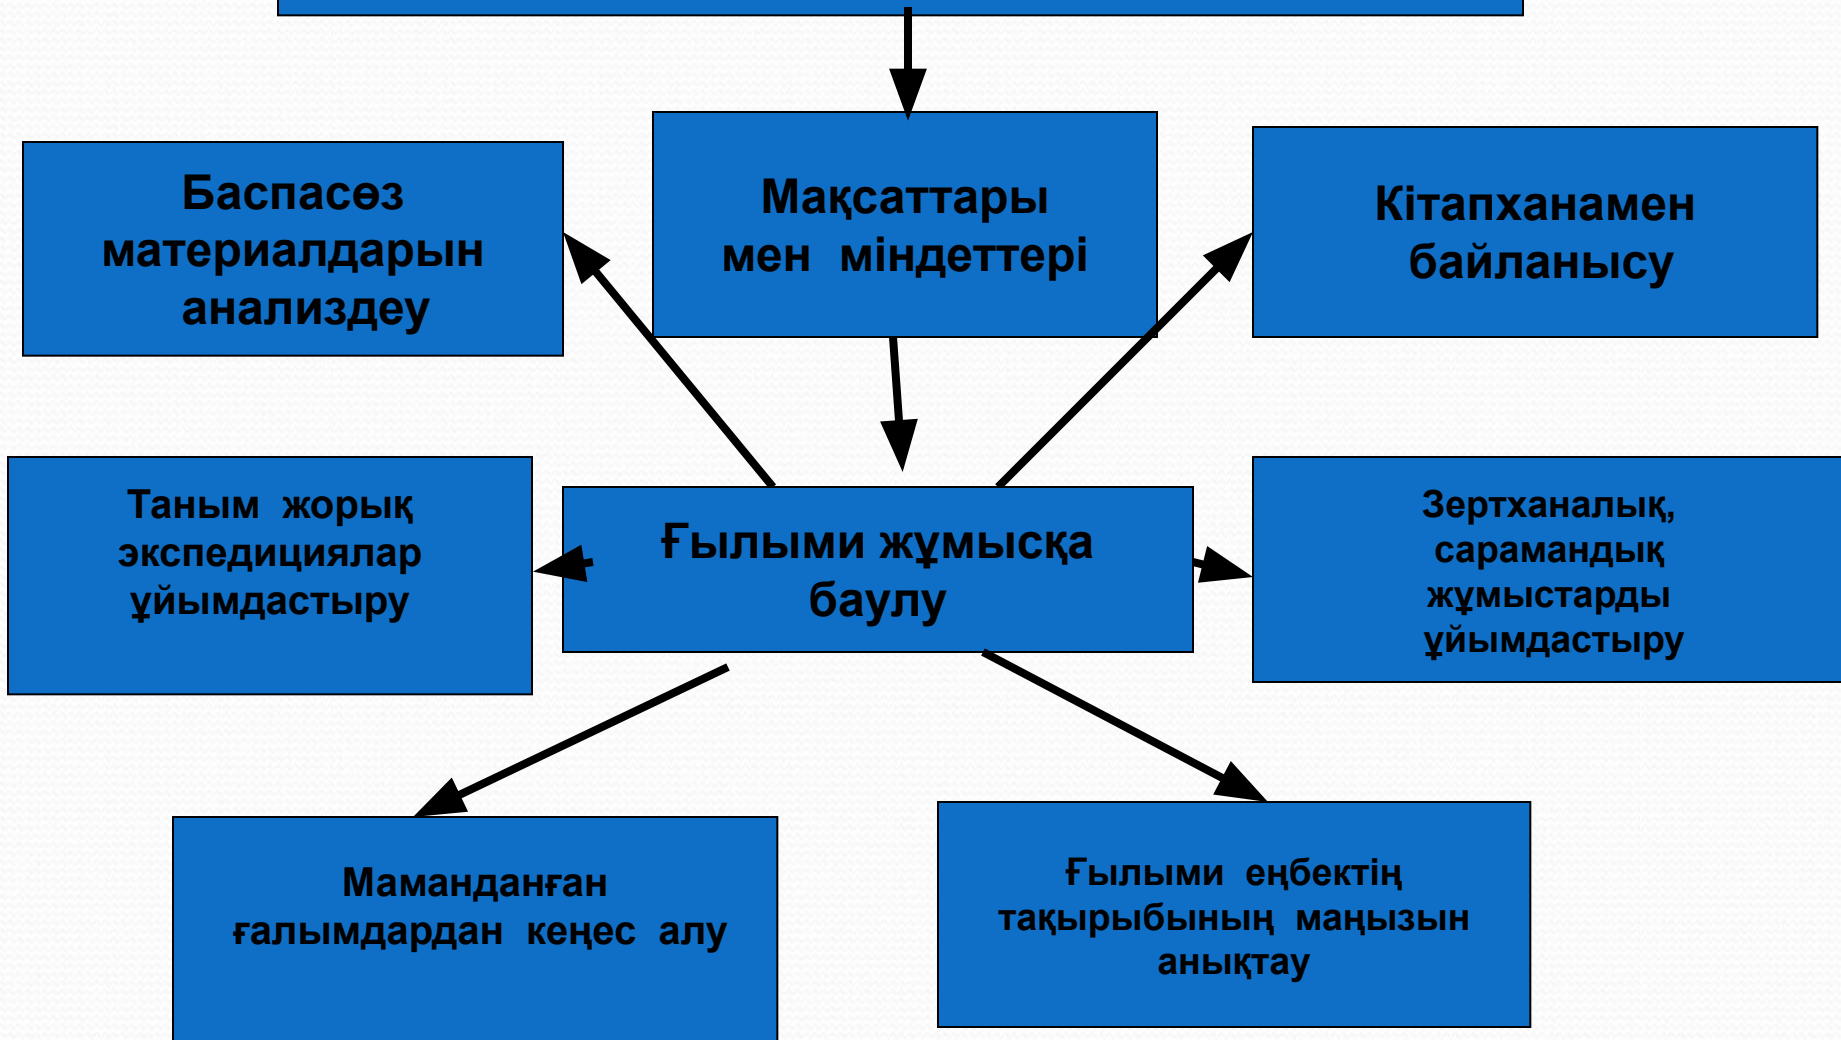 Баспасөз
материалдарын
анализдеу
Мақсаттары
мен міндеттері
Кітапханамен
байланысу
Таным жорық
экспедициялар
ұйымдастыру
Ғылыми жұмысқа
баулу
Зертханалық,
сарамандық
жұмыстарды
ұйымдастыру
Маманданған
ғалымдардан кеңес алу
Ғылыми еңбектің
тақырыбының маңызын
анықтау